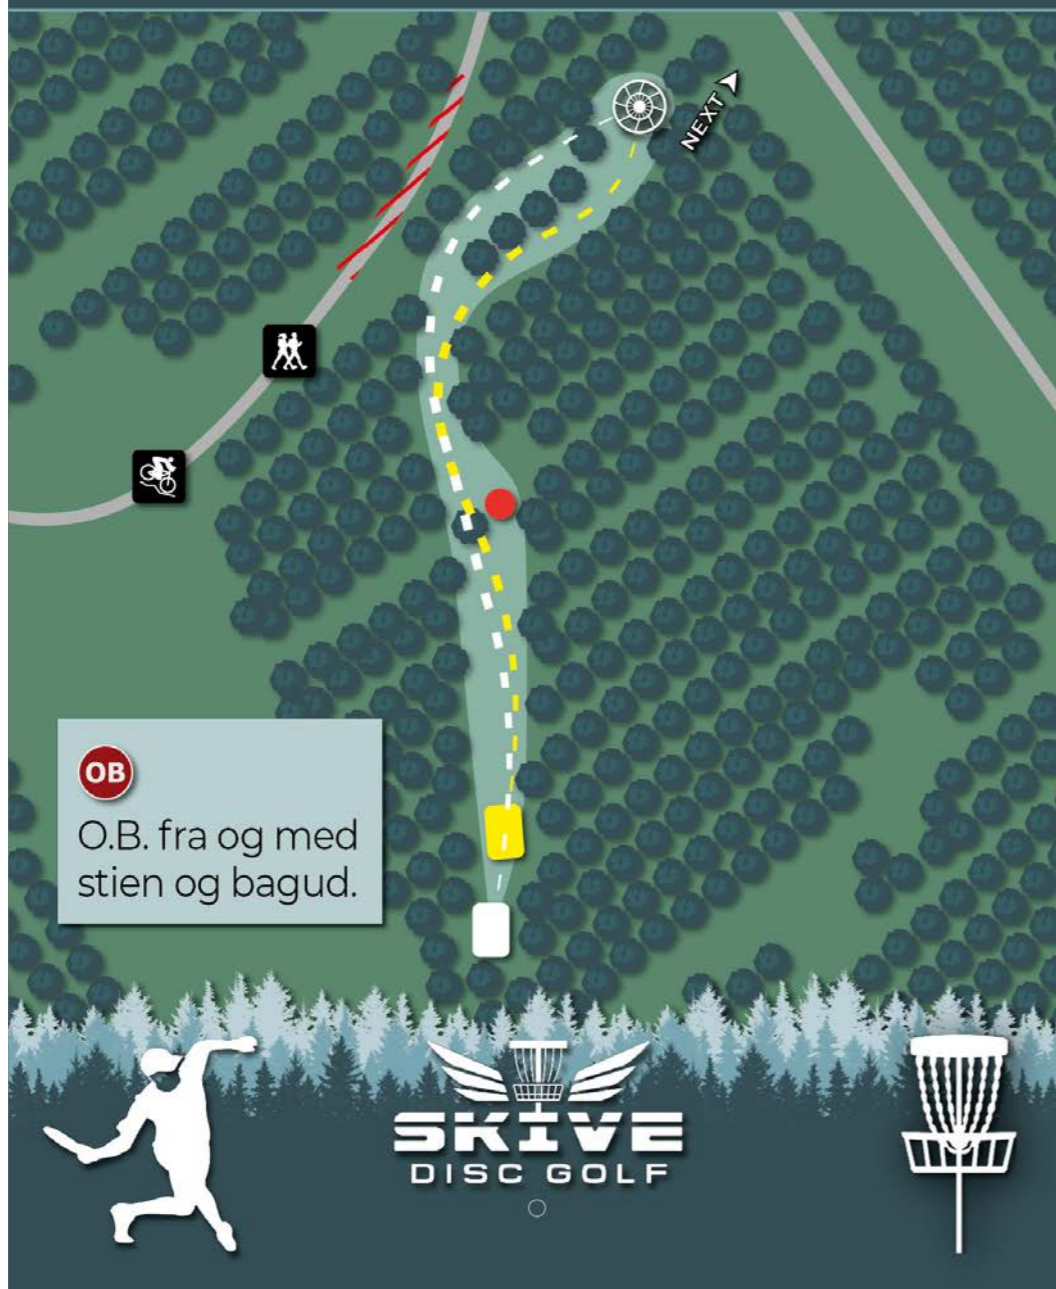 NEXT
OB
O.B. fra og med
stien og bagud.
SKIVE
DISC GOLF